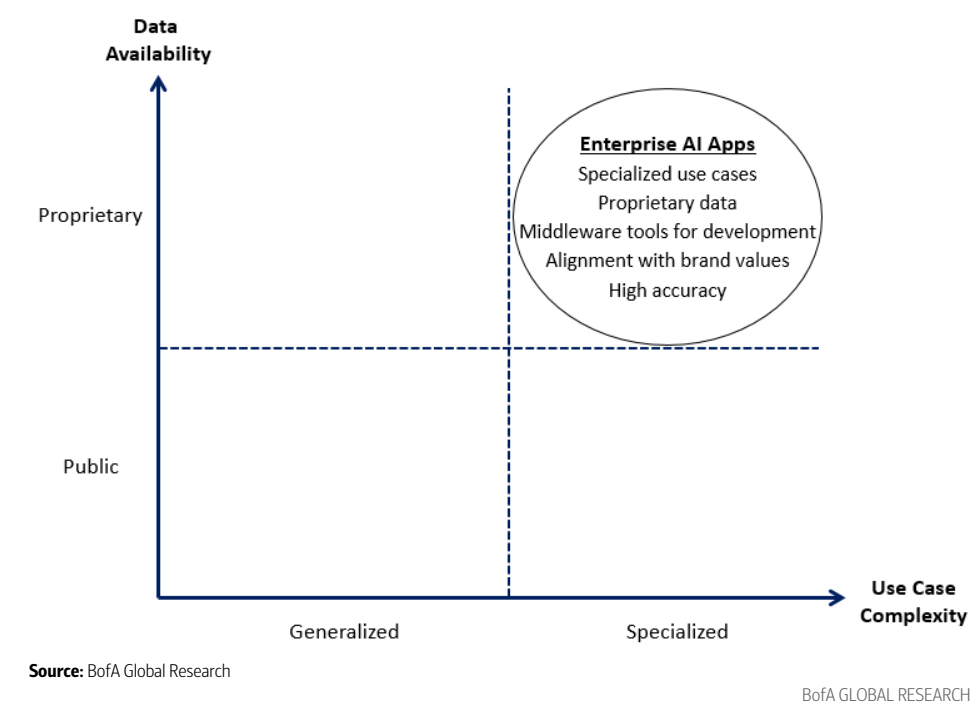 Data
Availability
Enterprise AI Apps
Specialized use cases
Proprietary data
Middleware tools for development
Alignment with brand values
High accuracy
Proprietary
Public
Use Case
Complexity
Generalized
Specialized
Source: BofA Global Research
BofA GLOBAL RESEARCH